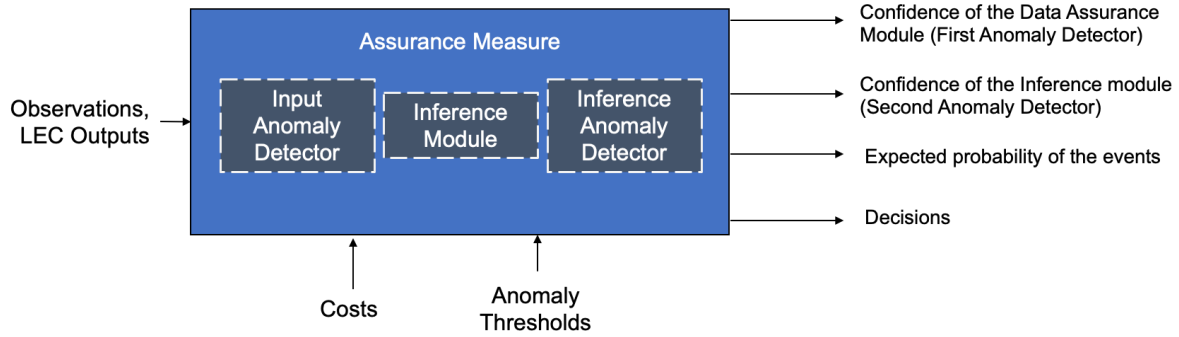 Assurance Measure
Input
Anomaly
Detector
Inference
Module
Inference
Anomaly
Detector
Observations,
LEC Outputs
Costs
Anomaly
Thresholds
Confidence of the Data Assurance
Module (First Anomaly Detector)
Confidence of the Inference module
(Second Anomaly Detector)
Expected probability of the events
Decisions